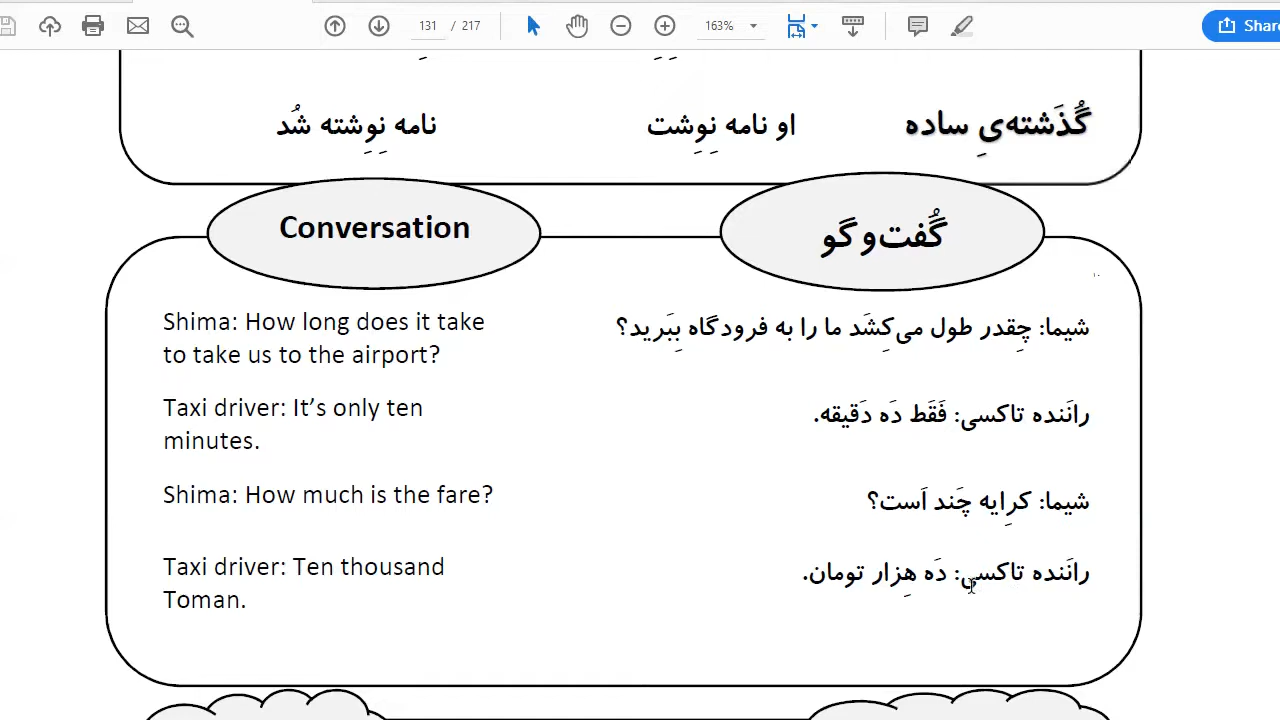 131 / 217
163%
Share
گُذَشته‌یِ ساده او نامه نِوِشت نامه نِوِشته شُد
Conversation گُفت‌و‌گو
Shima: How long does it take
to take us to the airport?
شیما: چِقدر طول می‌کِشَد ما را به فرودگاه بِبَرید؟
Taxi driver: It’s only ten
minutes.
رانَنده تاکسی: فَقَط دَه دَقیقه.
Shima: How much is the fare?
شیما: کرِایه چَند اَست؟
Taxi driver: Ten thousand
Toman.
رانَنده تاکسی: دَه هِزار تومان.